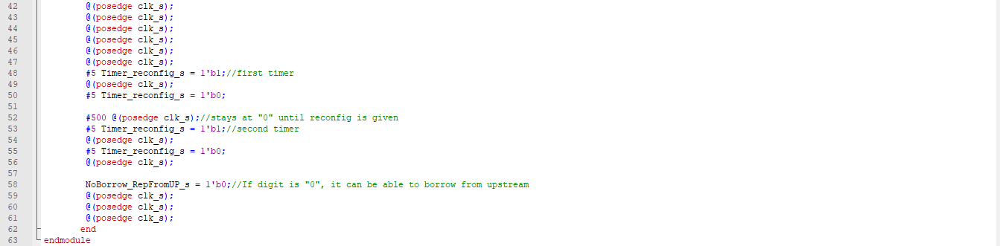 42 @(posedge clk_s);
43 @(posedge clk_s);
44 @(posedge clk_s);
45 @(posedge clk_s);
46 @(posedge clk_s);
47 @(posedge clk_s);
48 #5 Timer_reconfig_s = 1'b1;//first timer
49 @(posedge clk_s);
50 #5 Timer_reconfig_s = 1'b0;
51
52 #500 @(posedge clk_s);//stays at "0" until reconfig is given
53 #5 Timer_reconfig_s = 1'b1;//second timer
54 @(posedge clk_s);
55 #5 Timer_reconfig_s = 1'b0;
56 @(posedge clk_s);
57
58 NoBorrow_RepFromUP_s = 1'b0;//If digit is "0", it can be able to borrow from upstream
59 @(posedge clk_s);
60 @(posedge clk_s);
61 @(posedge clk_s);
62 end
63 endmodule